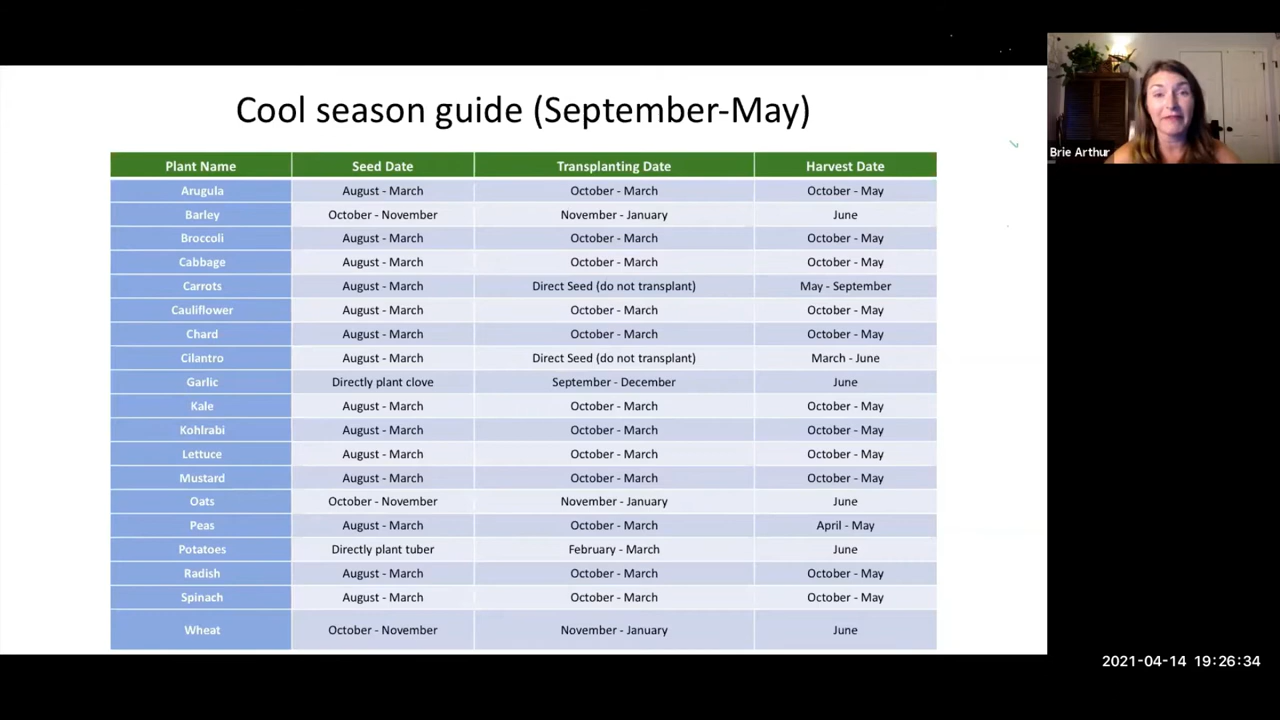 Cool season guide (September-May)
Plant Name Seed Date Transplanting Date Harvest Date
Arugula August - March October - March October - May
Barley October - November November - January June
Broccoli August - March October - March October - May
Cabbage August - March October - March October - May
Carrots August - March Direct Seed (do not transplant) May - September
Cauliflower August - March October - March October - May
Chard August - March October - March October - May
Cilantro August - March Direct Seed (do not transplant) March - June
Garlic Directly plant clove September - December June
Kale August - March October - March October - May
Kohlrabi August - March October - March October - May
Lettuce August - March October - March October - May
Mustard August - March October - March October - May
Oats October - November November - January June
Peas August - March October - March April - May
Potatoes Directly plant tuber February - March June
Radish August - March October - March October - May
Spinach August - March October - March October - May
Wheat October - November November - January June
Brie Arthur
2021-04-14 19:26:34